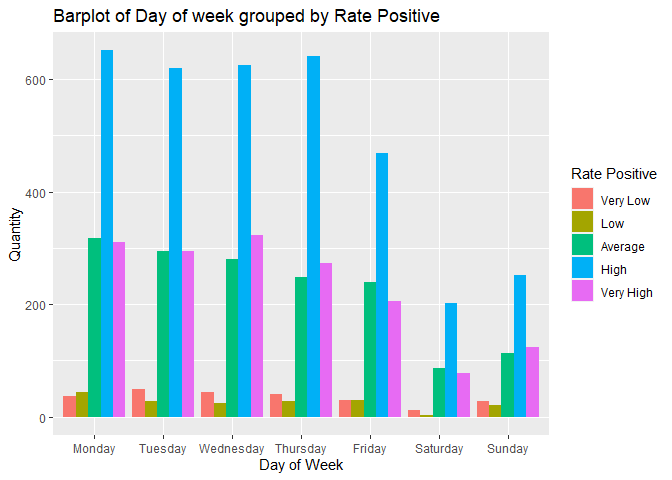 Barplot of Day of week grouped by Rate Positive
600
400
200
0
Quantity
Monday Tuesday Wednesday Thursday Friday Saturday Sunday
Day of Week
Rate Positive
Very Low
Low
Average
High
Very High